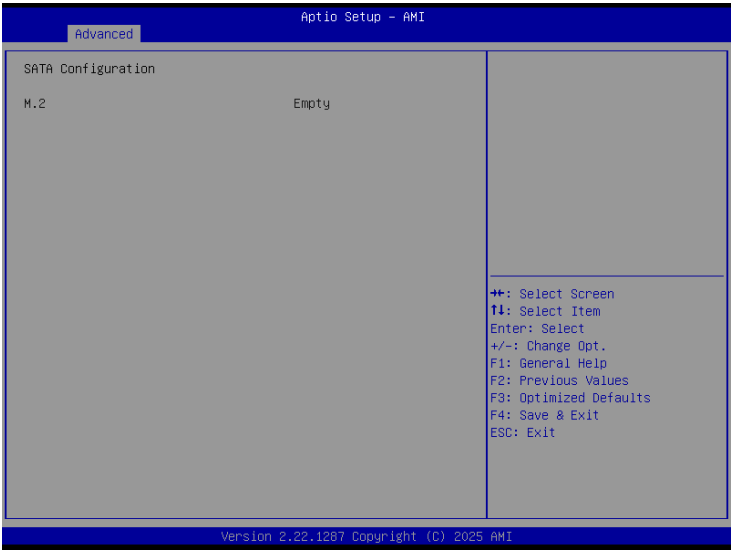 Aptio Setup - AMI
Advanced
SATA Configuration
M.2 Empty
→←: Select Screen
↑↓: Select Item
Enter: Select
+/-: Change Opt.
F1: General Help
F2: Previous Values
F3: Optimized Defaults
F4: Save & Exit
ESC: Exit
Version 2.22.1287 Copyright (C) 2025 AMI